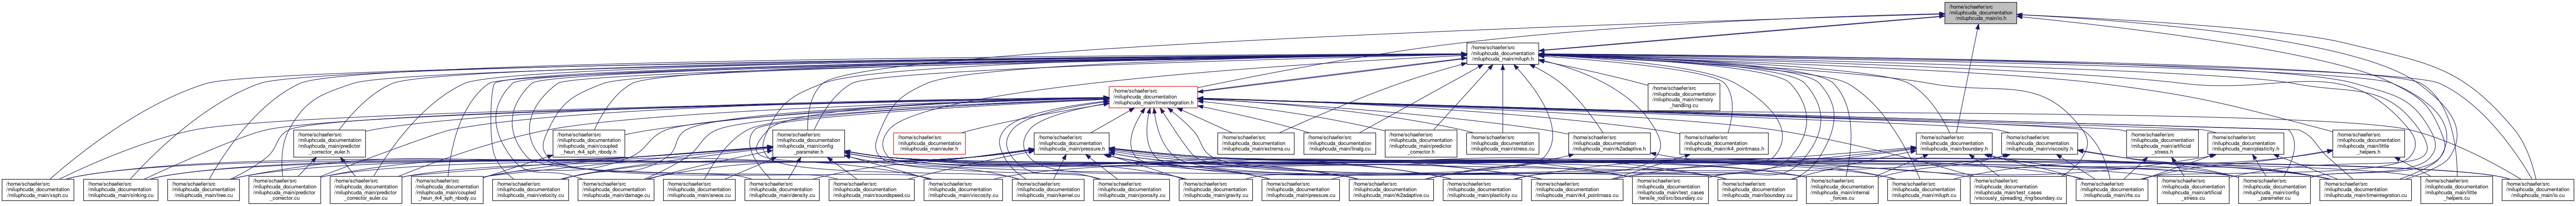 /home/schaefer/src
/miluphcuda_documentation
/miluphcuda_main/io.h
/home/schaefer/src
/miluphcuda_documentation
/miluphcuda_main/miluph.h
/home/schaefer/src
/miluphcuda_documentation
/miluphcuda_main/memory
_handling.cu
/home/schaefer/src
/miluphcuda_documentation
/miluphcuda_main/timeintegration.h
/home/schaefer/src
/miluphcuda_documentation
/miluphcuda_main/predictor
_corrector_euler.h
/home/schaefer/src
/miluphcuda_documentation
/miluphcuda_main/coupled
_heun_rk4_sph_nbody.h
/home/schaefer/src
/miluphcuda_documentation
/miluphcuda_main/config
_parameter.h
/home/schaefer/src
/miluphcuda_documentation
/miluphcuda_main/euler.h
/home/schaefer/src
/miluphcuda_documentation
/miluphcuda_main/pressure.h
/home/schaefer/src
/miluphcuda_documentation
/miluphcuda_main/extrema.cu
/home/schaefer/src
/miluphcuda_documentation
/miluphcuda_main/linalg.cu
/home/schaefer/src
/miluphcuda_documentation
/miluphcuda_main/predictor
_corrector.h
/home/schaefer/src
/miluphcuda_documentation
/miluphcuda_main/stress.cu
/home/schaefer/src
/miluphcuda_documentation
/miluphcuda_main/rk2adaptive.h
/home/schaefer/src
/miluphcuda_documentation
/miluphcuda_main/rk4_pointmass.h
/home/schaefer/src
/miluphcuda_documentation
/miluphcuda_main/boundary.h
/home/schaefer/src
/miluphcuda_documentation
/miluphcuda_main/viscosity.h
/home/schaefer/src
/miluphcuda_documentation
/miluphcuda_main/artificial
_stress.h
/home/schaefer/src
/miluphcuda_documentation
/miluphcuda_main/plasticity.h
/home/schaefer/src
/miluphcuda_documentation
/miluphcuda_main/little
_helpers.h
/home/schaefer/src
/miluphcuda_documentation
/miluphcuda_main/xsph.cu
/home/schaefer/src
/miluphcuda_documentation
/miluphcuda_main/sinking.cu
/home/schaefer/src
/miluphcuda_documentation
/miluphcuda_main/tree.cu
/home/schaefer/src
/miluphcuda_documentation
/miluphcuda_main/predictor
_corrector.cu
/home/schaefer/src
/miluphcuda_documentation
/miluphcuda_main/predictor
_corrector_euler.cu
/home/schaefer/src
/miluphcuda_documentation
/miluphcuda_main/coupled
_heun_rk4_sph_nbody.cu
/home/schaefer/src
/miluphcuda_documentation
/miluphcuda_main/velocity.cu
/home/schaefer/src
/miluphcuda_documentation
/miluphcuda_main/damage.cu
/home/schaefer/src
/miluphcuda_documentation
/miluphcuda_main/aneos.cu
/home/schaefer/src
/miluphcuda_documentation
/miluphcuda_main/density.cu
/home/schaefer/src
/miluphcuda_documentation
/miluphcuda_main/soundspeed.cu
/home/schaefer/src
/miluphcuda_documentation
/miluphcuda_main/viscosity.cu
/home/schaefer/src
/miluphcuda_documentation
/miluphcuda_main/kernel.cu
/home/schaefer/src
/miluphcuda_documentation
/miluphcuda_main/porosity.cu
/home/schaefer/src
/miluphcuda_documentation
/miluphcuda_main/gravity.cu
/home/schaefer/src
/miluphcuda_documentation
/miluphcuda_main/pressure.cu
/home/schaefer/src
/miluphcuda_documentation
/miluphcuda_main/rk2adaptive.cu
/home/schaefer/src
/miluphcuda_documentation
/miluphcuda_main/plasticity.cu
/home/schaefer/src
/miluphcuda_documentation
/miluphcuda_main/rk4_pointmass.cu
/home/schaefer/src
/miluphcuda_documentation
/miluphcuda_main/test_cases
/tensile_rod/src/boundary.cu
/home/schaefer/src
/miluphcuda_documentation
/miluphcuda_main/boundary.cu
/home/schaefer/src
/miluphcuda_documentation
/miluphcuda_main/internal
_forces.cu
/home/schaefer/src
/miluphcuda_documentation
/miluphcuda_main/miluph.cu
/home/schaefer/src
/miluphcuda_documentation
/miluphcuda_main/test_cases
/viscously_spreading_ring/boundary.cu
/home/schaefer/src
/miluphcuda_documentation
/miluphcuda_main/rhs.cu
/home/schaefer/src
/miluphcuda_documentation
/miluphcuda_main/artificial
_stress.cu
/home/schaefer/src
/miluphcuda_documentation
/miluphcuda_main/config
_parameter.cu
/home/schaefer/src
/miluphcuda_documentation
/miluphcuda_main/timeintegration.cu
/home/schaefer/src
/miluphcuda_documentation
/miluphcuda_main/little
_helpers.cu
/home/schaefer/src
/miluphcuda_documentation
/miluphcuda_main/io.cu